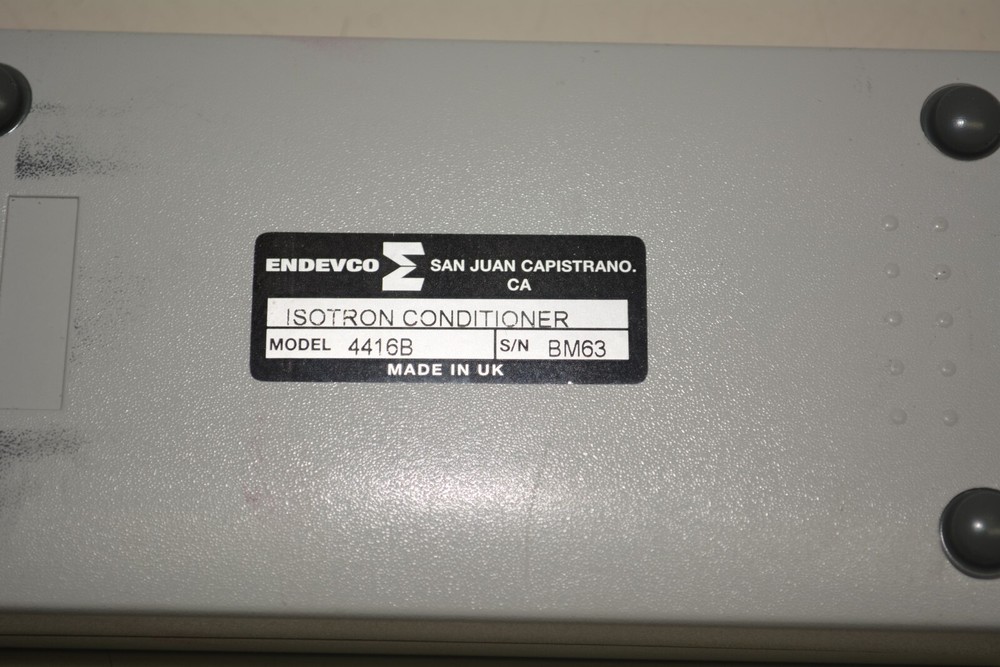 ENDEVCO SAN JUAN CAPISTRANO.
CA
ISOTRON CONDITIONER
MODEL 4416B S/N BM63
MADE IN UK